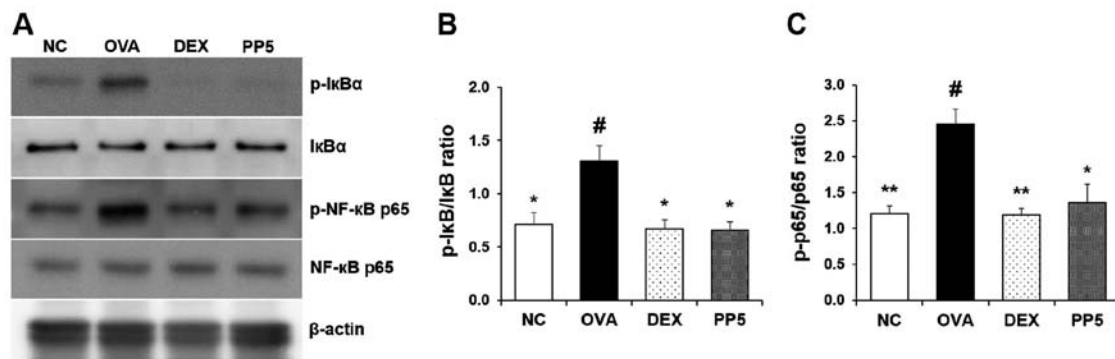 A
NC OVA DEX PP5
p-IκBα
IκBα
p-NF-κB p65
NF-κB p65
β-actin
B
p-IκB/IκB ratio
2.0
1.5
1.0
0.5
0.0
*
#
*
*
NC OVA DEX PP5
C
p-p65/p65 ratio
3.0
2.5
2.0
1.5
1.0
0.5
0.0
**
#
**
*
NC OVA DEX PP5